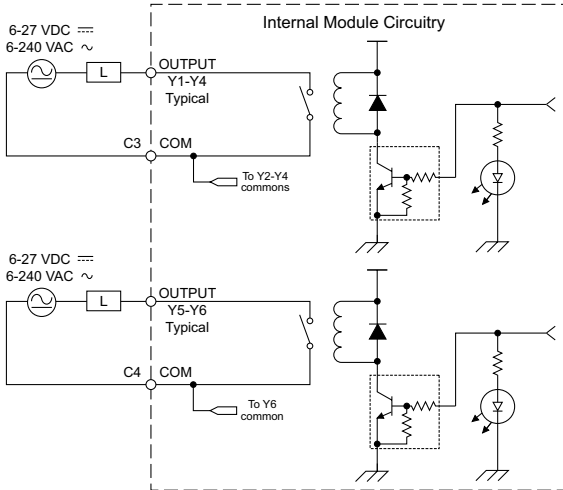 Internal Module Circuitry
6-27 VDC
6-240 VAC ~
L
OUTPUT
Y1-Y4
Typical
C3
COM
To Y2-Y4
commons
6-27 VDC
6-240 VAC ~
L
OUTPUT
Y5-Y6
Typical
C4
COM
To Y6
common